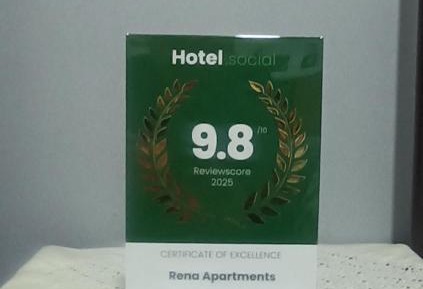 Hotel.social
9.8 /10
Reviewscore
2025
CERTIFICATE OF EXCELLENCE
Rena Apartments